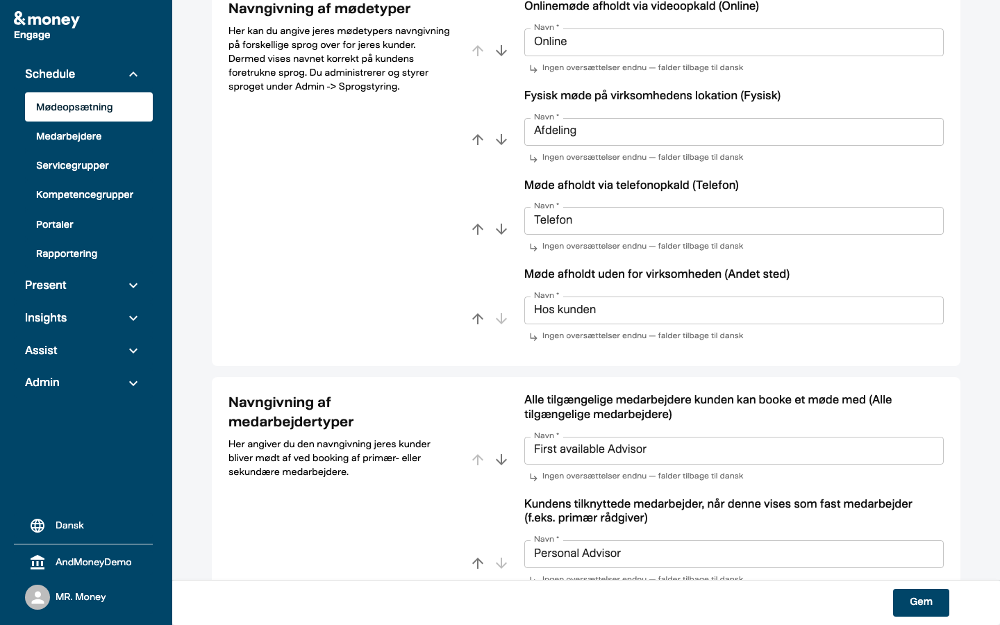 &money
Engage
Schedule
Mødeopsætning
Medarbejdere
Servicegrupper
Kompetencegrupper
Portaler
Rapportering
Present
Insights
Assist
Admin
Dansk
AndMoneyDemo
MR. Money
Navngivning af mødetyper
Her kan du angive jeres mødetypers navngivning
på forskellige sprog over for jeres kunder.
Dermed vises navnet korrekt på kundens
foretrukne sprog. Du administrerer og styrer
sproget under Admin -> Sprogstyring.
Onlinemøde afholdt via videoopkald (Online)
Navn *
Online
Ingen oversættelser endnu — falder tilbage til dansk
Fysisk møde på virksomhedens lokation (Fysisk)
Navn *
Afdeling
Ingen oversættelser endnu — falder tilbage til dansk
Møde afholdt via telefonopkald (Telefon)
Navn *
Telefon
Ingen oversættelser endnu — falder tilbage til dansk
Møde afholdt uden for virksomheden (Andet sted)
Navn *
Hos kunden
Ingen oversættelser endnu — falder tilbage til dansk
Navngivning af
medarbejdertyper
Her angiver du den navngivning jeres kunder
bliver mødt af ved booking af primær- eller
sekundære medarbejdere.
Alle tilgængelige medarbejdere kunden kan booke et møde med (Alle
tilgængelige medarbejdere)
Navn *
First available Advisor
Ingen oversættelser endnu — falder tilbage til dansk
Kundens tilknyttede medarbejder, når denne vises som fast medarbejder
(f.eks. primær rådgiver)
Navn *
Personal Advisor
Ingen oversættelser endnu — falder tilbage til dansk
Gem